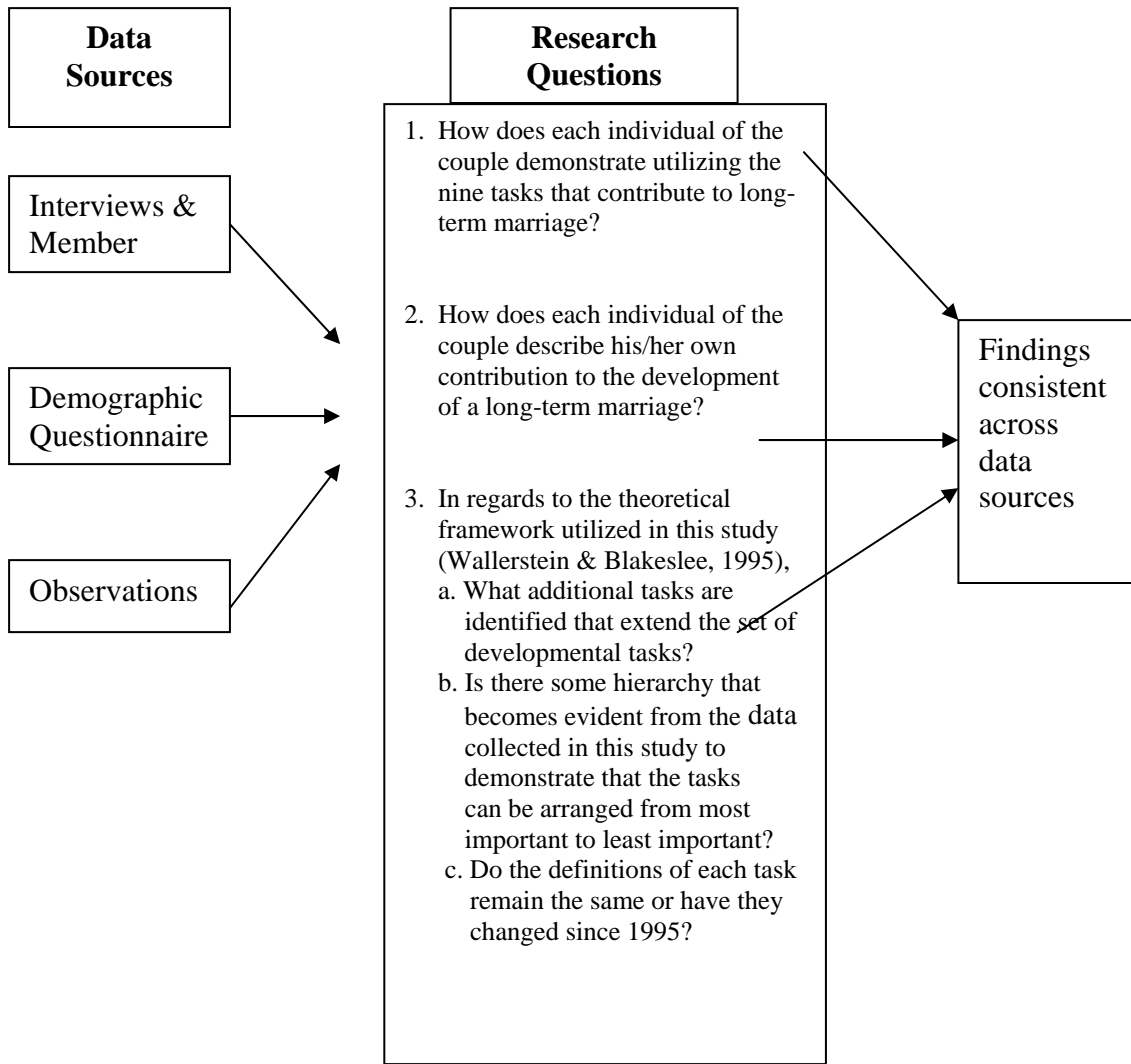 Data
Sources
Research
Questions
Interviews &
Member
Demographic
Questionnaire
Observations
1. How does each individual of the
couple demonstrate utilizing the
nine tasks that contribute to long-
term marriage?
2. How does each individual of the
couple describe his/her own
contribution to the development
of a long-term marriage?
3. In regards to the theoretical
framework utilized in this study
(Wallerstein & Blakeslee, 1995),
a. What additional tasks are
identified that extend the set of
developmental tasks?
b. Is there some hierarchy that
becomes evident from the data
collected in this study to
demonstrate that the tasks
can be arranged from most
important to least important?
c. Do the definitions of each task
remain the same or have they
changed since 1995?
Findings
consistent
across
data
sources